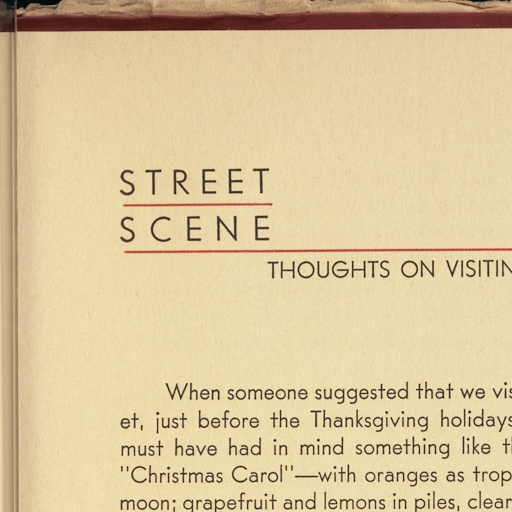 STREET
SCENE
THOUGHTS ON VISITIN
When someone suggested that we vis
et, just before the Thanksgiving holidays
must have had in mind something like th
"Christmas Carol"—with oranges as trop
moon; grapefruit and lemons in piles, clear